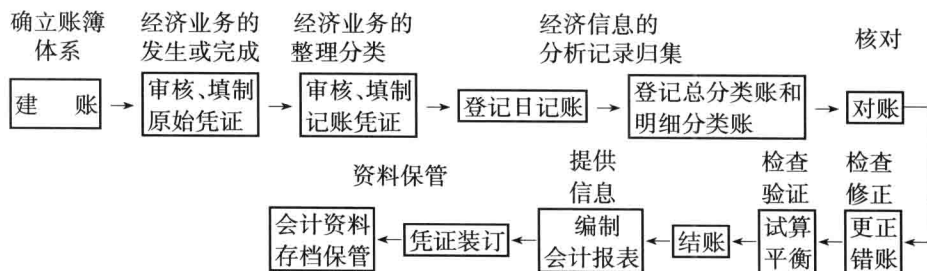 确立账簿
体系
经济业务的
发生或完成
经济业务的
整理分类
经济信息的
分析记录归集
核对
建 账
审核、填制
原始凭证
审核、填制
记账凭证
登记日记账
登记总分类账和
明细分类账
对账
资料保管
提供
信息
检查
验证
检查
修正
会计资料
存档保管
凭证装订
编制
会计报表
结账
试算
平衡
更正
错账